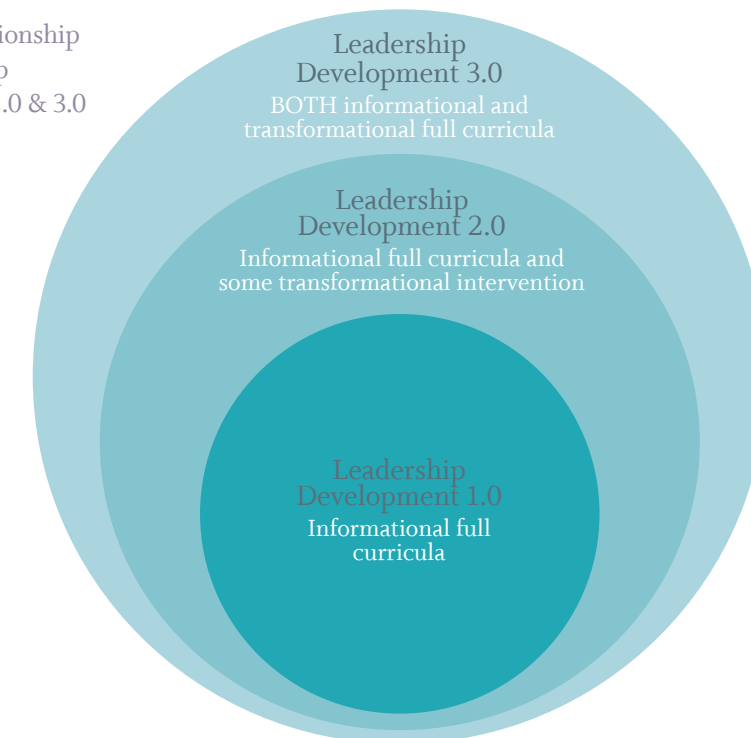 ionship
p
.0 & 3.0
Leadership
Development 3.0
BOTH informational and
transformational full curricula
Leadership
Development 2.0
Informational full curricula and
some transformational intervention
Leadership
Development 1.0
Informational full
curricula